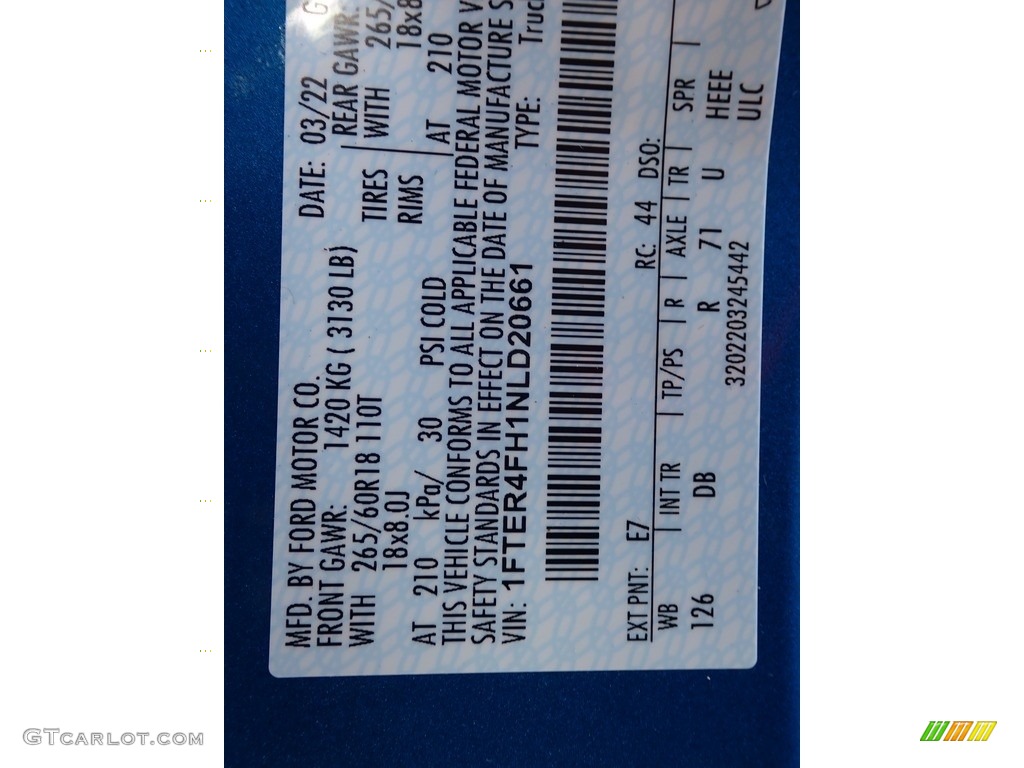 MFD. BY FORD MOTOR CO.
DATE: 03/22
FRONT GAWR: 1420 KG ( 3130 LB)
REAR GAWR:
WITH 265/60R18 110T TIRES WITH 265/
18x8.0J RIMS 18x8
AT 210 kPa/ 30 PSI COLD AT 210
THIS VEHICLE CONFORMS TO ALL APPLICABLE FEDERAL MOTOR V
SAFETY STANDARDS IN EFFECT ON THE DATE OF MANUFACTURE S
VIN: 1FTER4FH1NLD20661 TYPE: Truc
EXT PNT: E7 RC: 44 DSO:
WB | INT TR | TP/PS | R | AXLE | TR | SPR |
126 DB R 71 U HEEE
3202203245442 ULC
GTCARLOT.COM